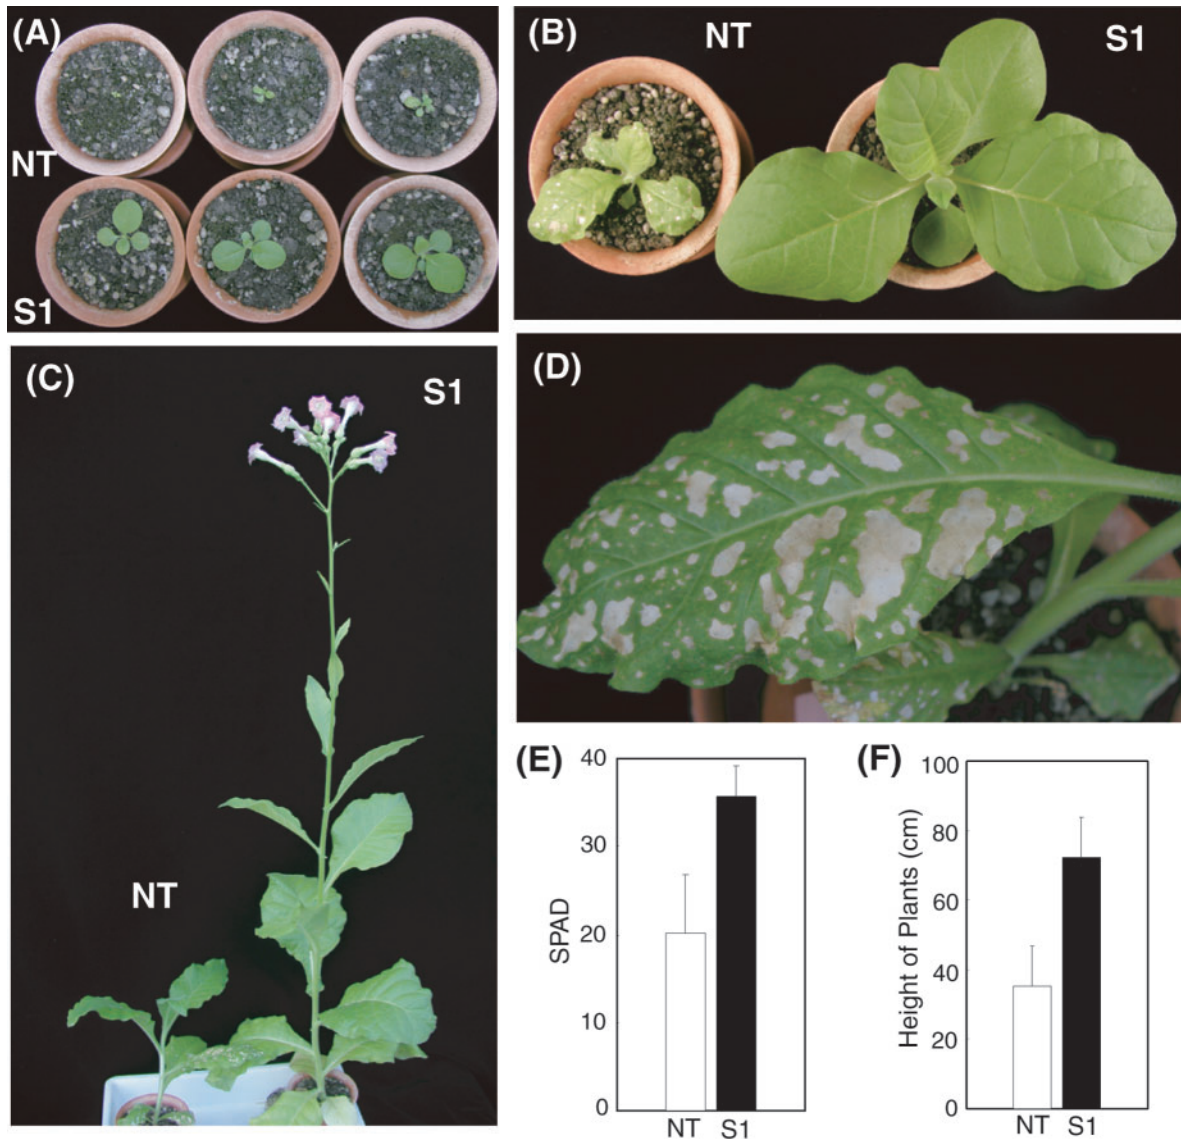 (A)
NT
S1
(B)
NT
S1
(C)
S1
NT
(D)
(E)
40
30
20
10
0
SPAD
NT S1
(F)
100
80
60
40
20
0
Height of Plants (cm)
NT S1